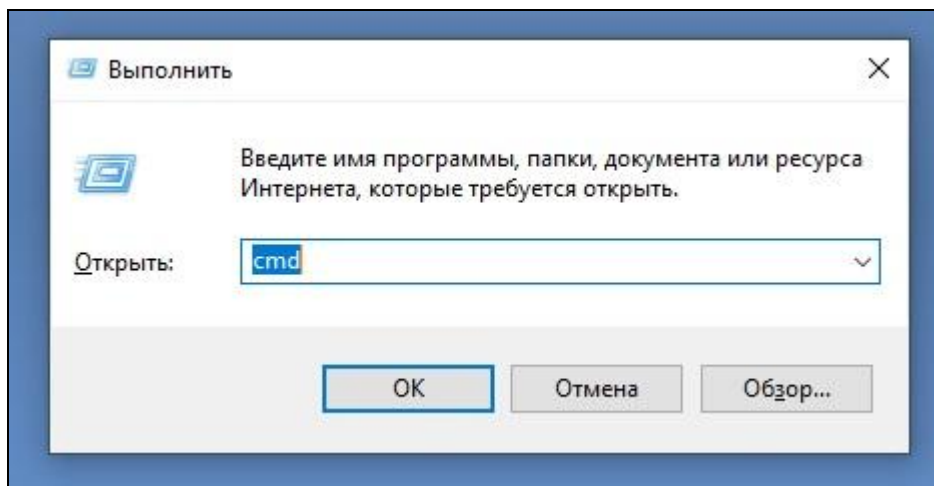 Выполнить
Введите имя программы, папки, документа или ресурса
Интернета, которые требуется открыть.
Открыть:
cmd
OK
Отмена
Обзор...